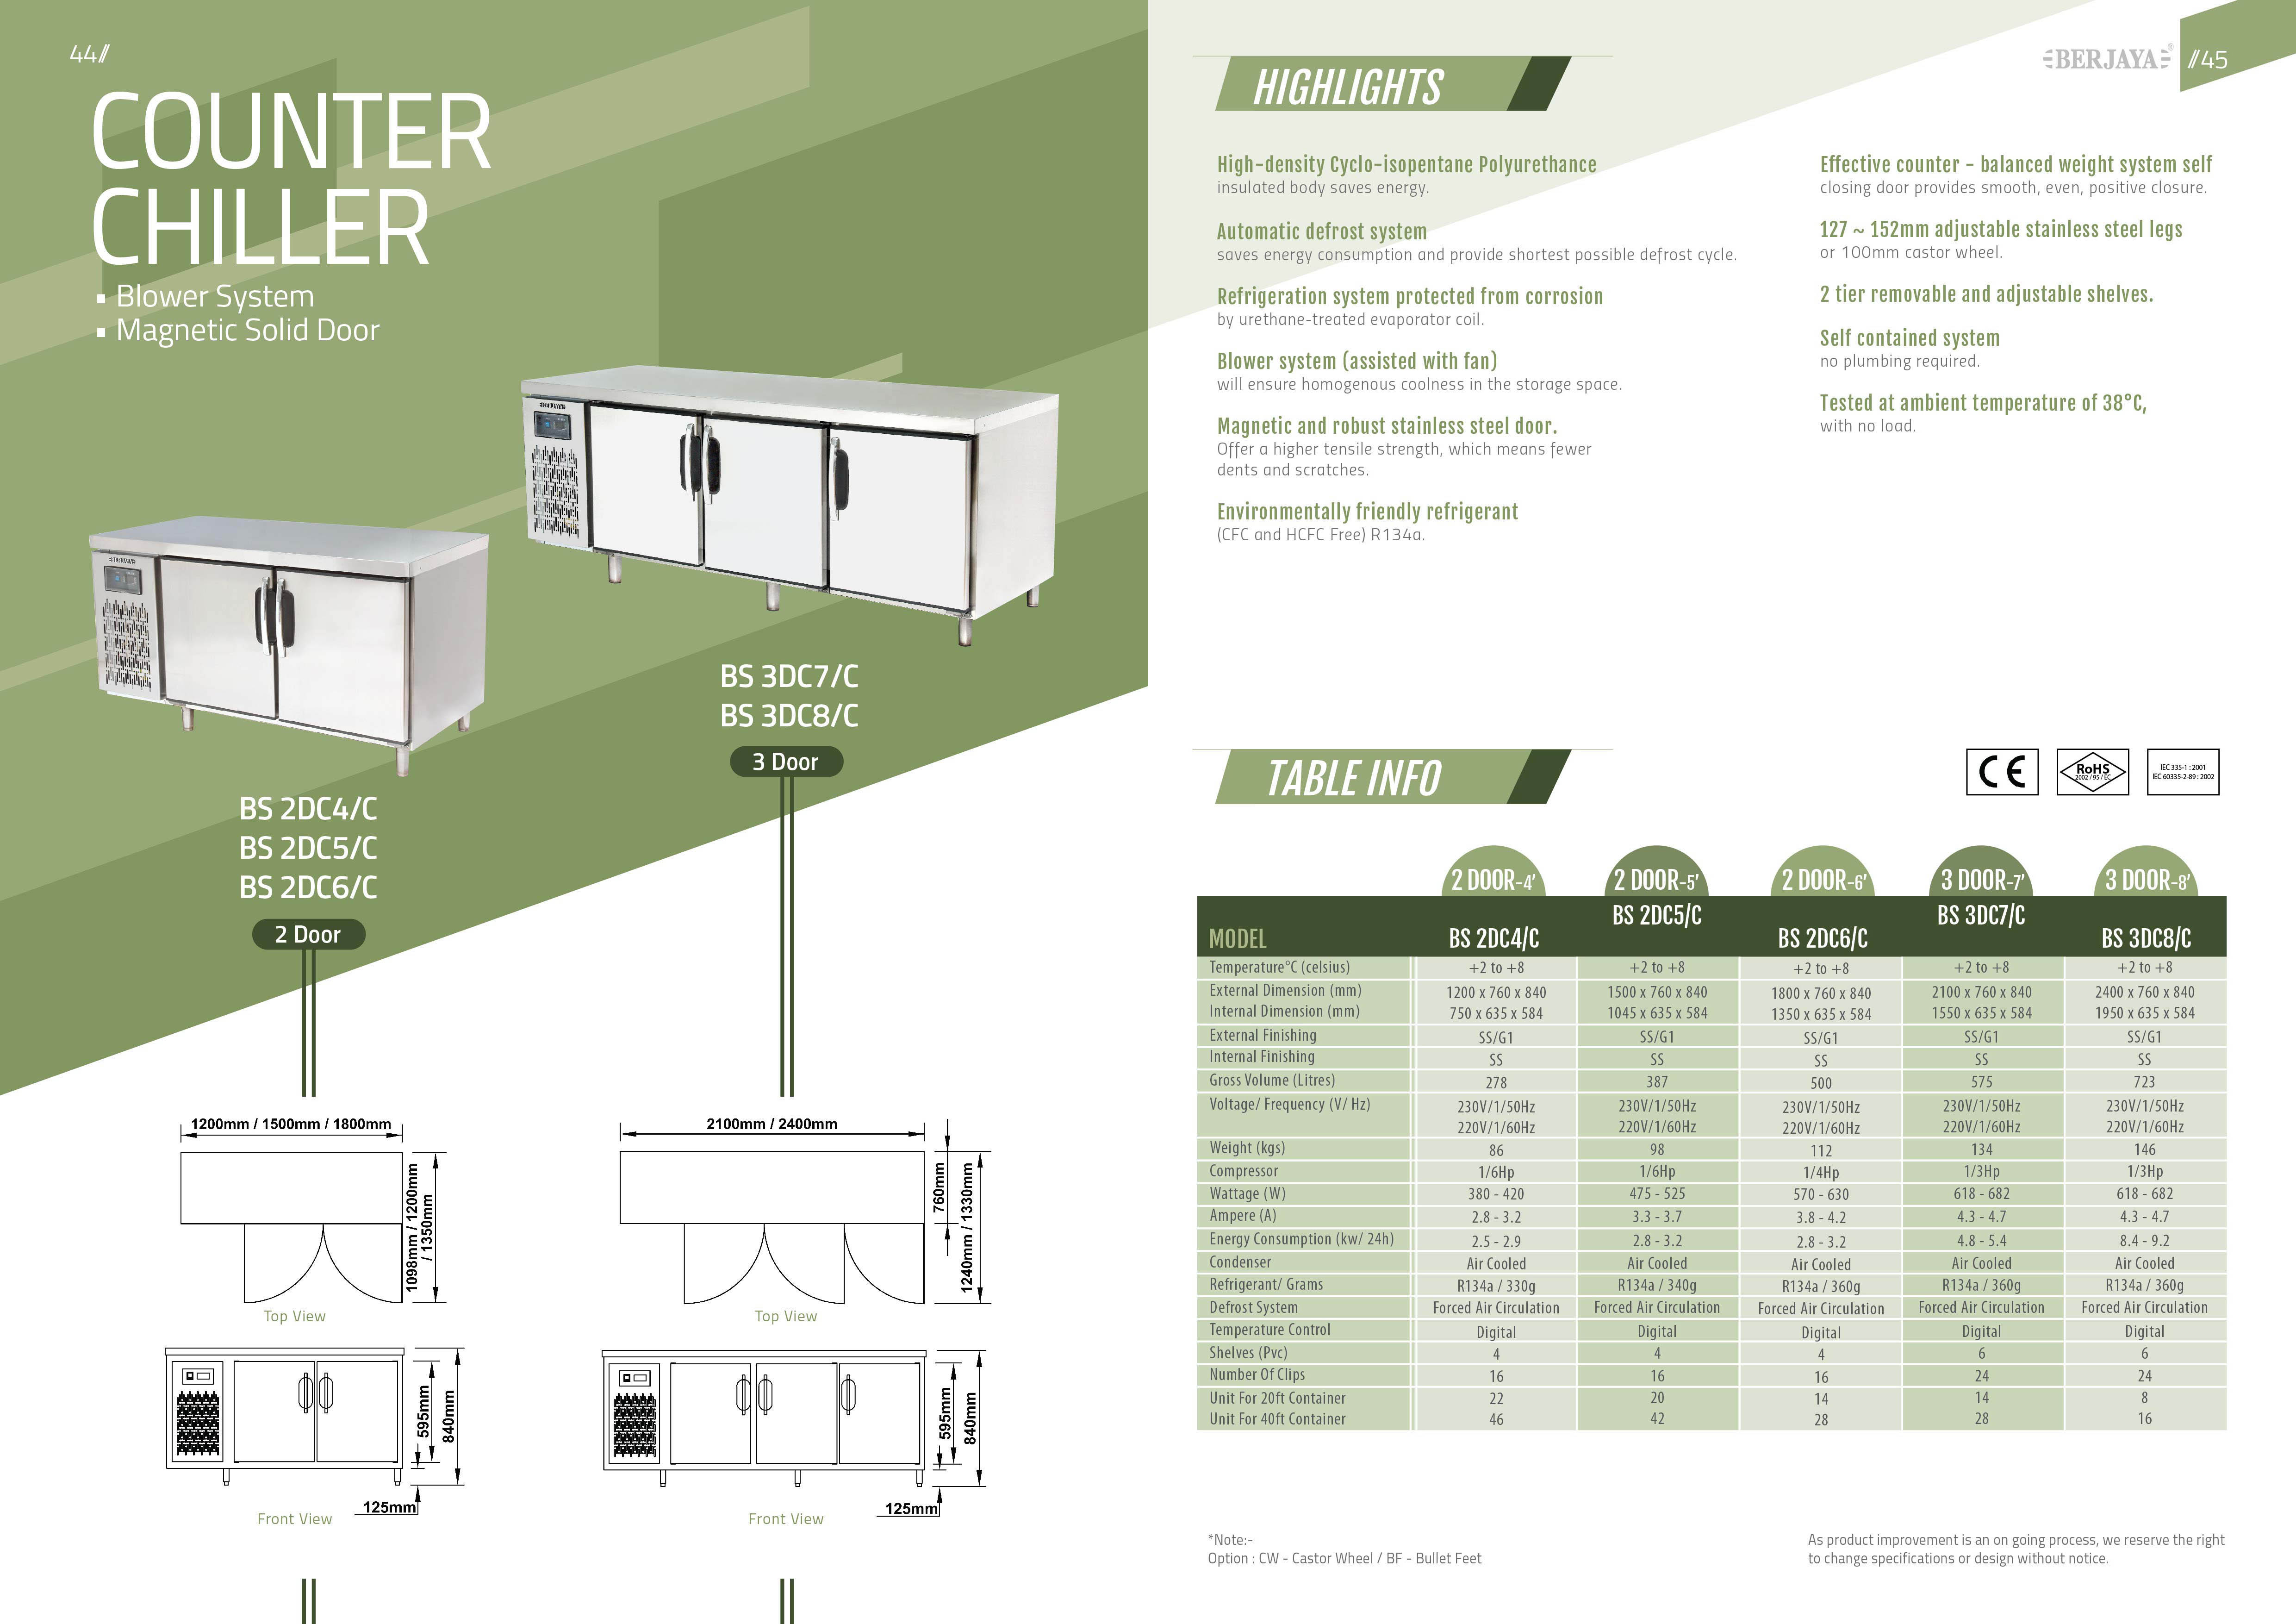 44//
COUNTER
CHILLER
▪ Blower System
▪ Magnetic Solid Door
BERJAYA
BERJAYA
BS 3DC7/C
BS 3DC8/C
3 Door
BS 2DC4/C
BS 2DC5/C
BS 2DC6/C
2 Door
1200mm / 1500mm / 1800mm
1098mm / 1200mm
/ 1350mm
Top View
2100mm / 2400mm
760mm
1240mm / 1330mm
Top View
595mm
840mm
125mm
Front View
595mm
840mm
125mm
Front View
BERJAYA®
//45
HIGHLIGHTS
High-density Cyclo-isopentane Polyurethance
insulated body saves energy.
Automatic defrost system
saves energy consumption and provide shortest possible defrost cycle.
Refrigeration system protected from corrosion
by urethane-treated evaporator coil.
Blower system (assisted with fan)
will ensure homogenous coolness in the storage space.
Magnetic and robust stainless steel door.
Offer a higher tensile strength, which means fewer
dents and scratches.
Environmentally friendly refrigerant
(CFC and HCFC Free) R134a.
Effective counter - balanced weight system self
closing door provides smooth, even, positive closure.
127 ~ 152mm adjustable stainless steel legs
or 100mm castor wheel.
2 tier removable and adjustable shelves.
Self contained system
no plumbing required.
Tested at ambient temperature of 38°C,
with no load.
TABLE INFO
CE
RoHS
2002 / 95 / EC
IEC 335-1 : 2001
IEC 60335-2-89 : 2002
2 DOOR-4' 2 DOOR-5' 2 DOOR-6' 3 DOOR-7' 3 DOOR-8'
MODEL BS 2DC4/C BS 2DC5/C BS 2DC6/C BS 3DC7/C BS 3DC8/C
Temperature°C (celsius) +2 to +8 +2 to +8 +2 to +8 +2 to +8 +2 to +8
External Dimension (mm) 1200 x 760 x 840 1500 x 760 x 840 1800 x 760 x 840 2100 x 760 x 840 2400 x 760 x 840
Internal Dimension (mm) 750 x 635 x 584 1045 x 635 x 584 1350 x 635 x 584 1550 x 635 x 584 1950 x 635 x 584
External Finishing SS/G1 SS/G1 SS/G1 SS/G1 SS/G1
Internal Finishing SS SS SS SS SS
Gross Volume (Litres) 278 387 500 575 723
Voltage/ Frequency (V/ Hz) 230V/1/50Hz 230V/1/50Hz 230V/1/50Hz 230V/1/50Hz 230V/1/50Hz
220V/1/60Hz 220V/1/60Hz 220V/1/60Hz 220V/1/60Hz 220V/1/60Hz
Weight (kgs) 86 98 112 134 146
Compressor 1/6Hp 1/6Hp 1/4Hp 1/3Hp 1/3Hp
Wattage (W) 380 - 420 475 - 525 570 - 630 618 - 682 618 - 682
Ampere (A) 2.8 - 3.2 3.3 - 3.7 3.8 - 4.2 4.3 - 4.7 4.3 - 4.7
Energy Consumption (kw/ 24h) 2.5 - 2.9 2.8 - 3.2 2.8 - 3.2 4.8 - 5.4 8.4 - 9.2
Condenser Air Cooled Air Cooled Air Cooled Air Cooled Air Cooled
Refrigerant/ Grams R134a / 330g R134a / 340g R134a / 360g R134a / 360g R134a / 360g
Defrost System Forced Air Circulation Forced Air Circulation Forced Air Circulation Forced Air Circulation Forced Air Circulation
Temperature Control Digital Digital Digital Digital Digital
Shelves (Pvc) 4 4 4 6 6
Number Of Clips 16 16 16 24 24
Unit For 20ft Container 22 20 14 14 8
Unit For 40ft Container 46 42 28 28 16
*Note:-
Option : CW - Castor Wheel / BF - Bullet Feet
As product improvement is an on going process, we reserve the right
to change specifications or design without notice.